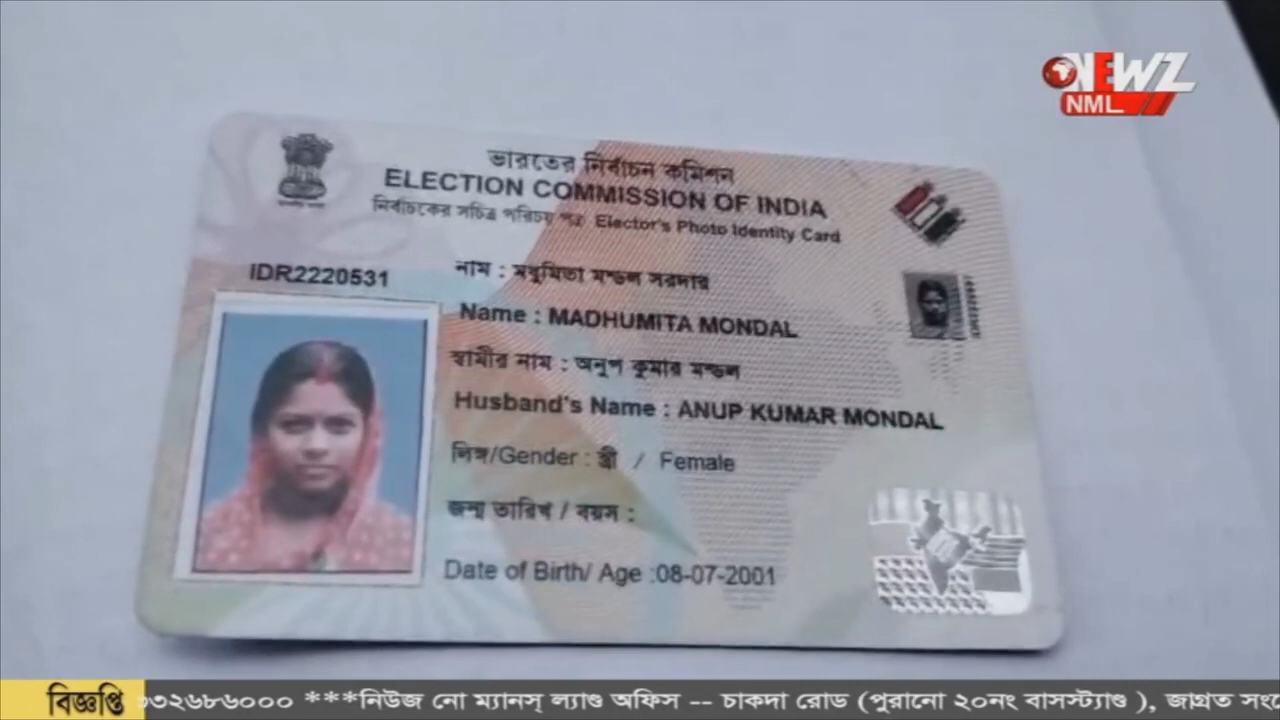 NEWZ
NML
ভারতের নির্বাচন কমিশন
ELECTION COMMISSION OF INDIA
নির্বাচকের সচিত্র পরিচয় পত্র Elector's Photo Identity Card
IDR2220531
নাম : মধুমিতা মন্ডল সরদার
Name : MADHUMITA MONDAL
স্বামীর নাম : অনুপ কুমার মন্ডল
Husband's Name : ANUP KUMAR MONDAL
লিঙ্গ/Gender : স্ত্রী / Female
জন্ম তারিখ / বয়স :
Date of Birth/ Age :08-07-2001
বিজ্ঞপ্তি ৩২৬৮৬০০০ ***নিউজ নো ম্যানস্ ল্যাণ্ড অফিস -- চাকদা রোড (পুরানো ২০নং বাসস্ট্যাণ্ড ), জাগ্রত